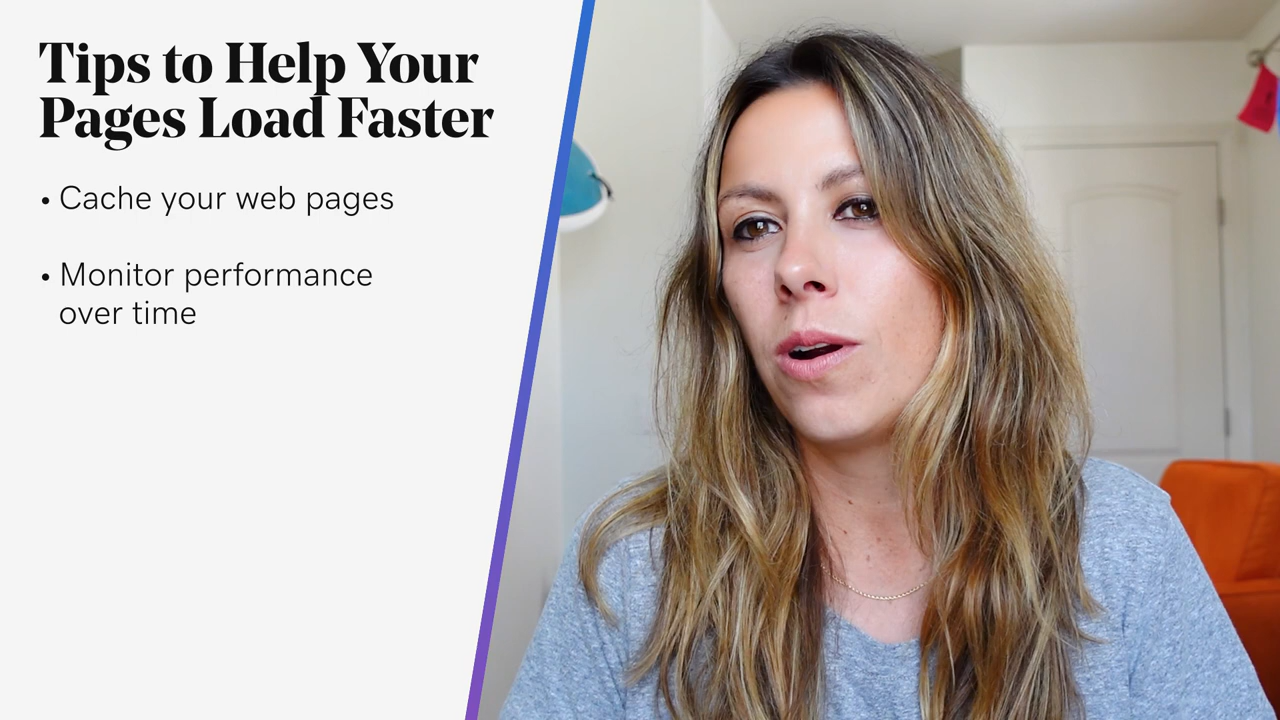 Tips to Help Your
Pages Load Faster
• Cache your web pages
• Monitor performance
over time